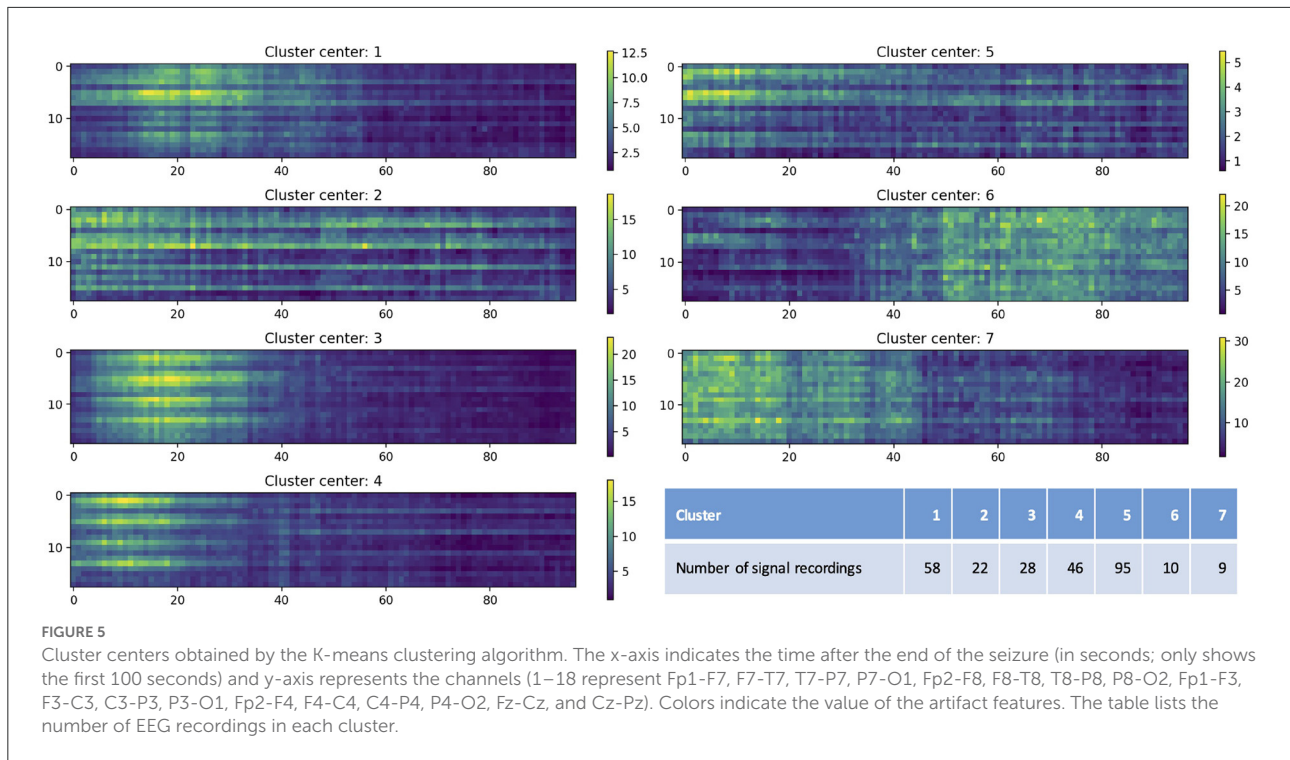 Cluster center: 1
0
10
0 20 40 60 80
12.5
10.0
7.5
5.0
2.5
Cluster center: 5
0
10
0 20 40 60 80
5
4
3
2
1
Cluster center: 2
0
10
0 20 40 60 80
15
10
5
Cluster center: 6
0
10
0 20 40 60 80
20
15
10
5
Cluster center: 3
0
10
0 20 40 60 80
20
15
10
5
Cluster center: 7
0
10
0 20 40 60 80
30
20
10
Cluster center: 4
0
10
0 20 40 60 80
15
10
5
Cluster 1 2 3 4 5 6 7
Number of signal recordings 58 22 28 46 95 10 9
FIGURE 5
Cluster centers obtained by the K-means clustering algorithm. The x-axis indicates the time after the end of the seizure (in seconds; only shows
the first 100 seconds) and y-axis represents the channels (1–18 represent Fp1-F7, F7-T7, T7-P7, P7-O1, Fp2-F8, F8-T8, T8-P8, P8-O2, Fp1-F3,
F3-C3, C3-P3, P3-O1, Fp2-F4, F4-C4, C4-P4, P4-O2, Fz-Cz, and Cz-Pz). Colors indicate the value of the artifact features. The table lists the
number of EEG recordings in each cluster.